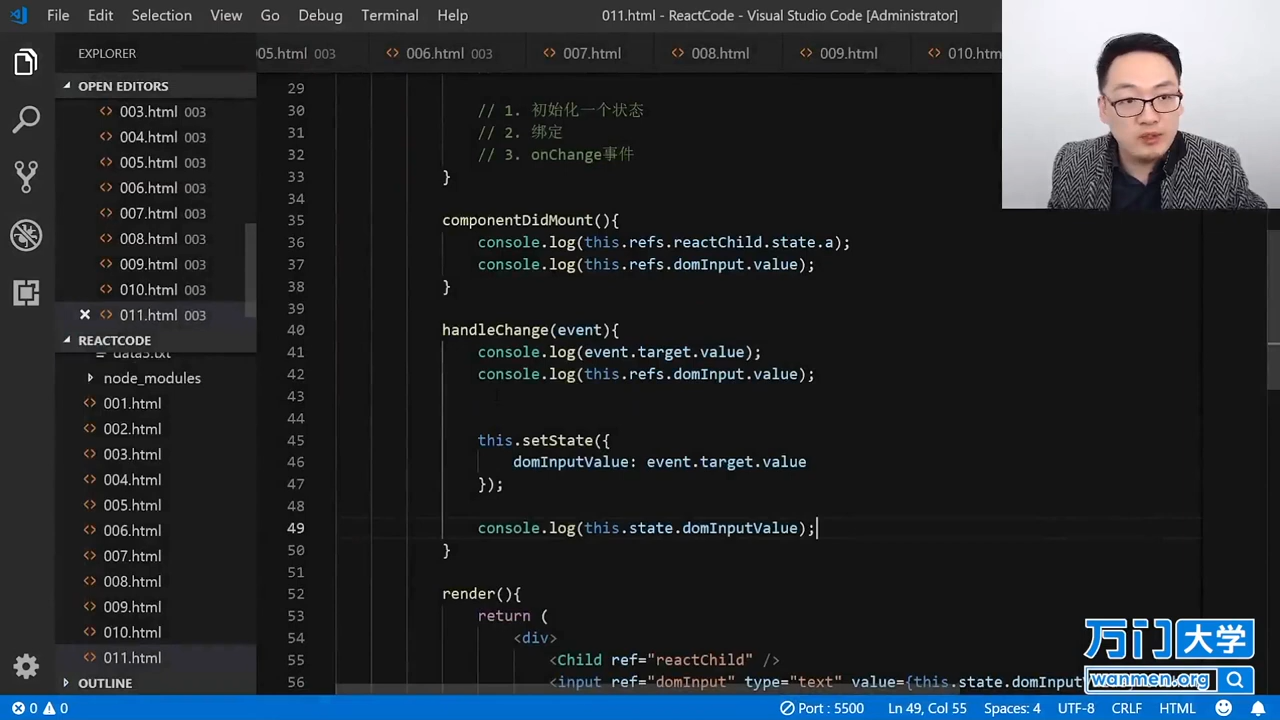 File Edit Selection View Go Debug Terminal Help 011.html - ReactCode - Visual Studio Code [Administrator]
EXPLORER
005.html 003 006.html 003 007.html 008.html 009.html 010.htm
OPEN EDITORS
003.html 003
004.html 003
005.html 003
006.html 003
007.html 003
008.html 003
009.html 003
010.html 003
011.html 003
REACTCODE
data3.txt
node_modules
001.html
002.html
003.html
004.html
005.html
006.html
007.html
008.html
009.html
010.html
011.html
OUTLINE
29
30 // 1. 初始化一个状态
31 // 2. 绑定
32 // 3. onChange事件
33 }
34
35 componentDidMount(){
36 console.log(this.refs.reactChild.state.a);
37 console.log(this.refs.domInput.value);
38 }
39
40 handleChange(event){
41 console.log(event.target.value);
42 console.log(this.refs.domInput.value);
43
44
45 this.setState({
46 domInputValue: event.target.value
47 });
48
49 console.log(this.state.domInputValue);
50 }
51
52 render(){
53 return (
54 <div>
55 <Child ref="reactChild" />
56 <input ref="domInput" type="text" value={this.state.domInput
万门大学
wanmen.org
0 0 Port : 5500 Ln 49, Col 55 Spaces: 4 UTF-8 CRLF HTML